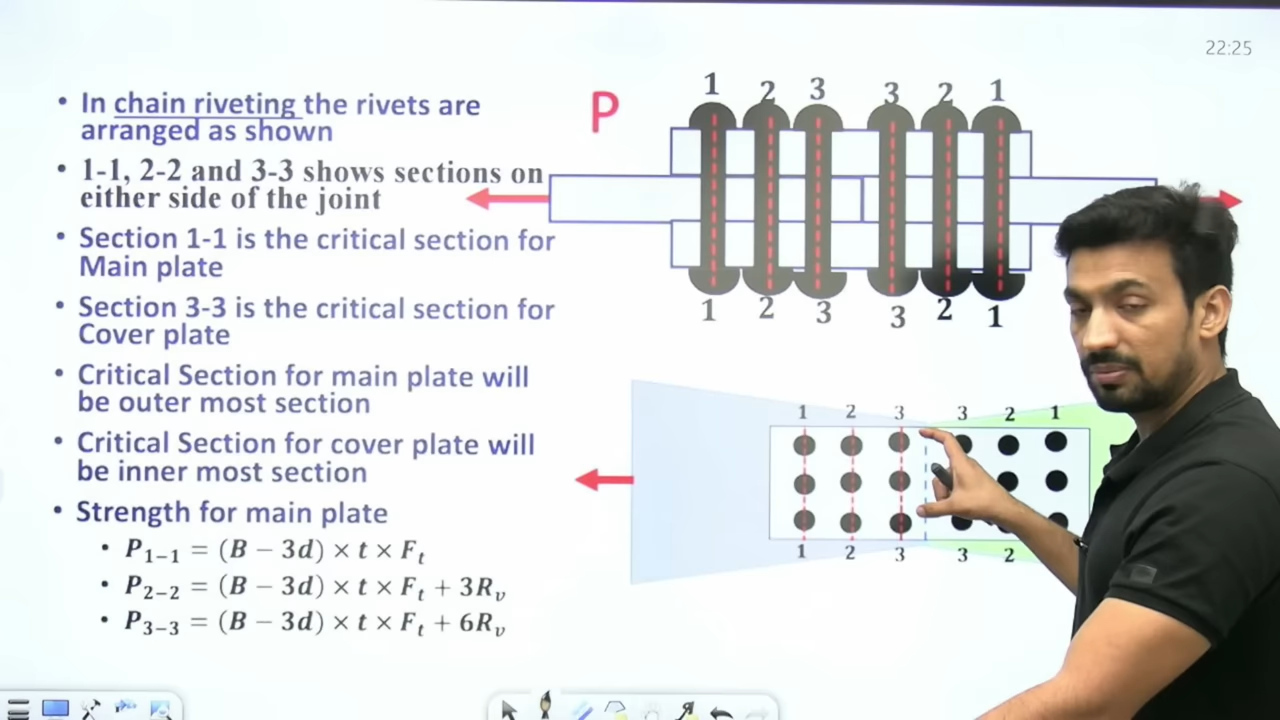 22:25
• In chain riveting the rivets are
arranged as shown
• 1-1, 2-2 and 3-3 shows sections on
either side of the joint
• Section 1-1 is the critical section for
Main plate
• Section 3-3 is the critical section for
Cover plate
• Critical Section for main plate will
be outer most section
• Critical Section for cover plate will
be inner most section
• Strength for main plate
• P₁₋₁ = (B − 3d) × t × Fₜ
• P₂₋₂ = (B − 3d) × t × Fₜ + 3Rᵥ
• P₃₋₃ = (B − 3d) × t × Fₜ + 6Rᵥ
P
1 2 3 3 2 1
1 2 3 3 2 1
1 2 3 3 2 1
1 2 3 3 2